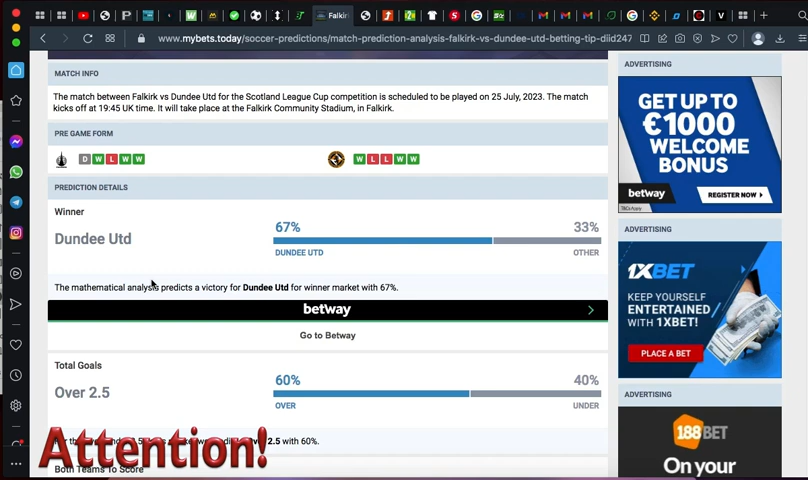 Falkirk
www.mybets.today/soccer-predictions/match-prediction-analysis-falkirk-vs-dundee-utd-betting-tip-diid247
MATCH INFO
The match between Falkirk vs Dundee Utd for the Scotland League Cup competition is scheduled to be played on 25 July, 2023. The match
kicks off at 19:45 UK time. It will take place at the Falkirk Community Stadium, in Falkirk.
PRE GAME FORM
D W L W W
W L L W W
PREDICTION DETAILS
Winner
Dundee Utd
67%
33%
DUNDEE UTD
OTHER
The mathematical analysis predicts a victory for Dundee Utd for winner market with 67%.
betway
Go to Betway
Total Goals
Over 2.5
60%
40%
OVER
UNDER
with 60%.
Attention!
Both Teams To Score
ADVERTISING
GET UP TO
€1000
WELCOME
BONUS
betway
REGISTER NOW
ADVERTISING
1XBET
KEEP YOURSELF
ENTERTAINED
WITH 1XBET!
PLACE A BET
ADVERTISING
188BET
On your